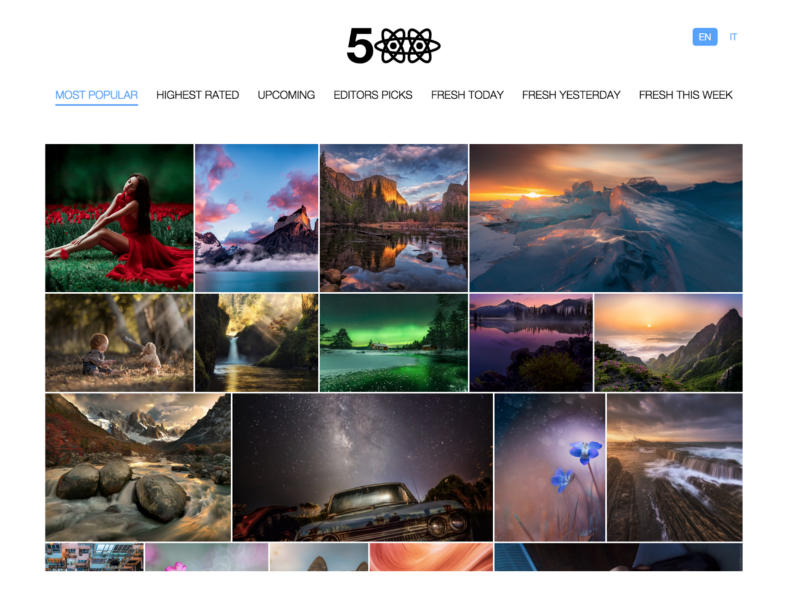 5
EN IT
MOST POPULAR HIGHEST RATED UPCOMING EDITORS PICKS FRESH TODAY FRESH YESTERDAY FRESH THIS WEEK